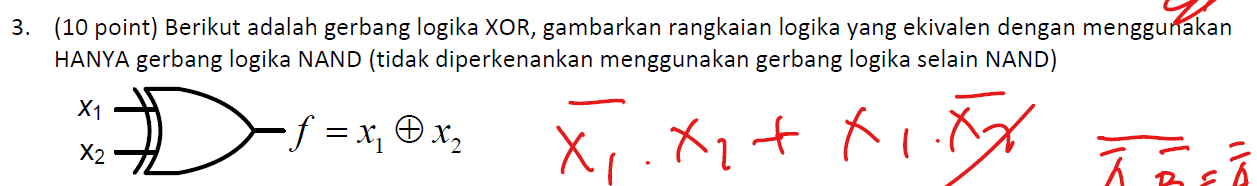 3. (10 point) Berikut adalah gerbang logika XOR, gambarkan rangkaian logika yang ekivalen dengan menggunakan
HANYA gerbang logika NAND (tidak diperkenankan menggunakan gerbang logika selain NAND)
X1
X2
f = x₁ ⊕ x₂
x̅₁ . x₂ + x₁ . x̅₂